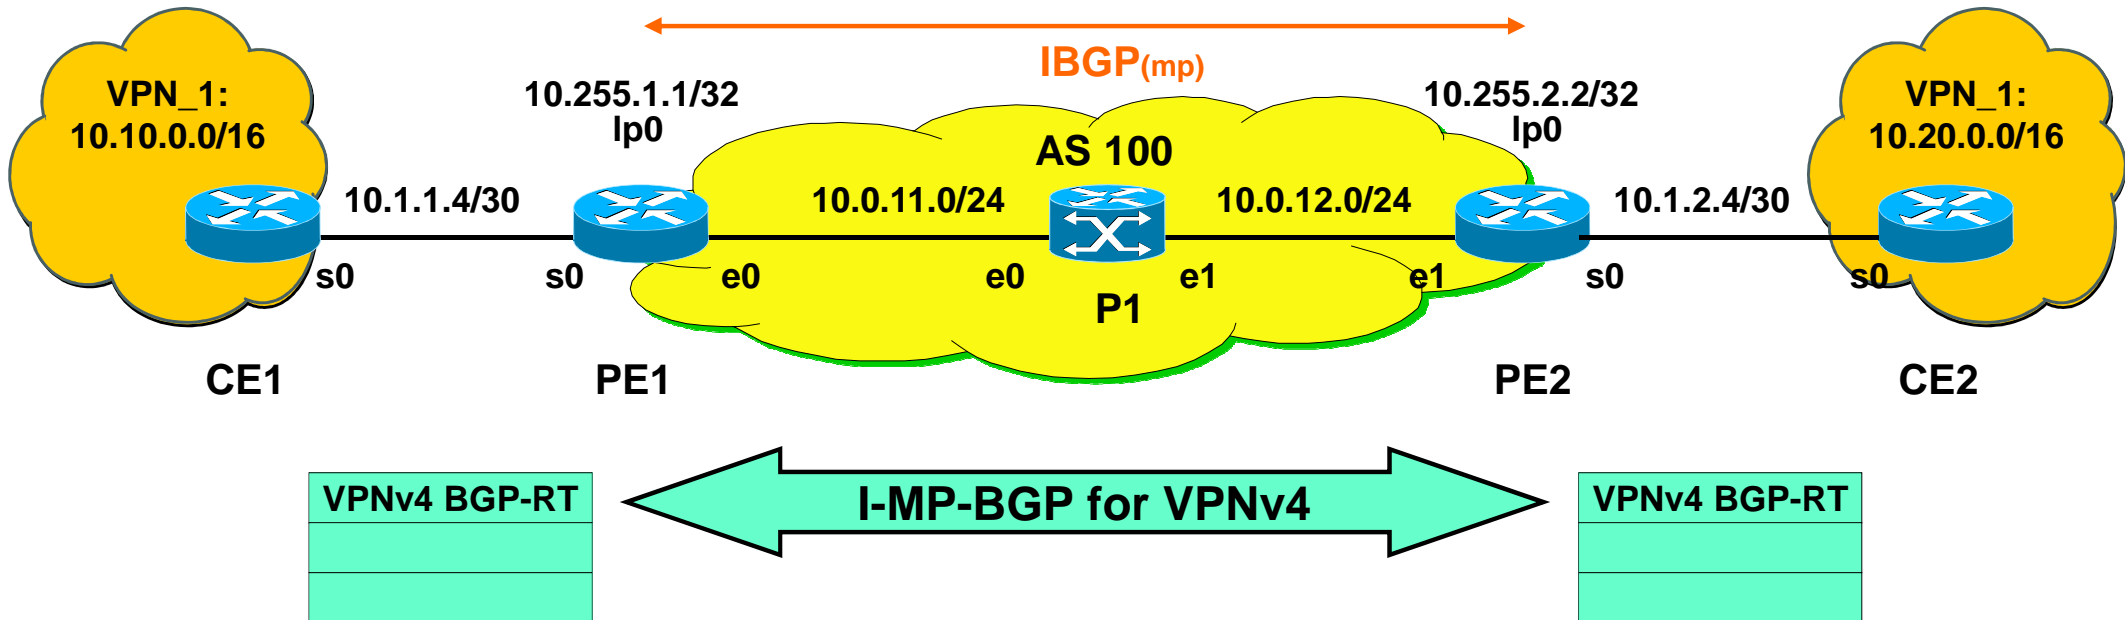 IBGP(mp)
VPN_1:
10.10.0.0/16
10.255.1.1/32
lp0
10.255.2.2/32
lp0
VPN_1:
10.20.0.0/16
AS 100
10.1.1.4/30
10.0.11.0/24
10.0.12.0/24
10.1.2.4/30
s0
s0
e0
e0
e1
e1
s0
s0
P1
CE1
PE1
PE2
CE2
VPNv4 BGP-RT
I-MP-BGP for VPNv4
VPNv4 BGP-RT